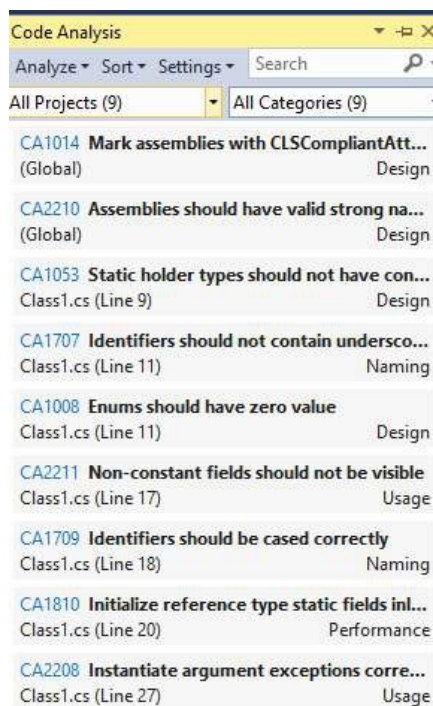 Code Analysis
Analyze Sort Settings Search
All Projects (9) All Categories (9)
CA1014 Mark assemblies with CLSCompliantAtt...
(Global) Design
CA2210 Assemblies should have valid strong na...
(Global) Design
CA1053 Static holder types should not have con...
Class1.cs (Line 9) Design
CA1707 Identifiers should not contain undersco...
Class1.cs (Line 11) Naming
CA1008 Enums should have zero value
Class1.cs (Line 11) Design
CA2211 Non-constant fields should not be visible
Class1.cs (Line 17) Usage
CA1709 Identifiers should be cased correctly
Class1.cs (Line 18) Naming
CA1810 Initialize reference type static fields inl...
Class1.cs (Line 20) Performance
CA2208 Instantiate argument exceptions corre...
Class1.cs (Line 27) Usage